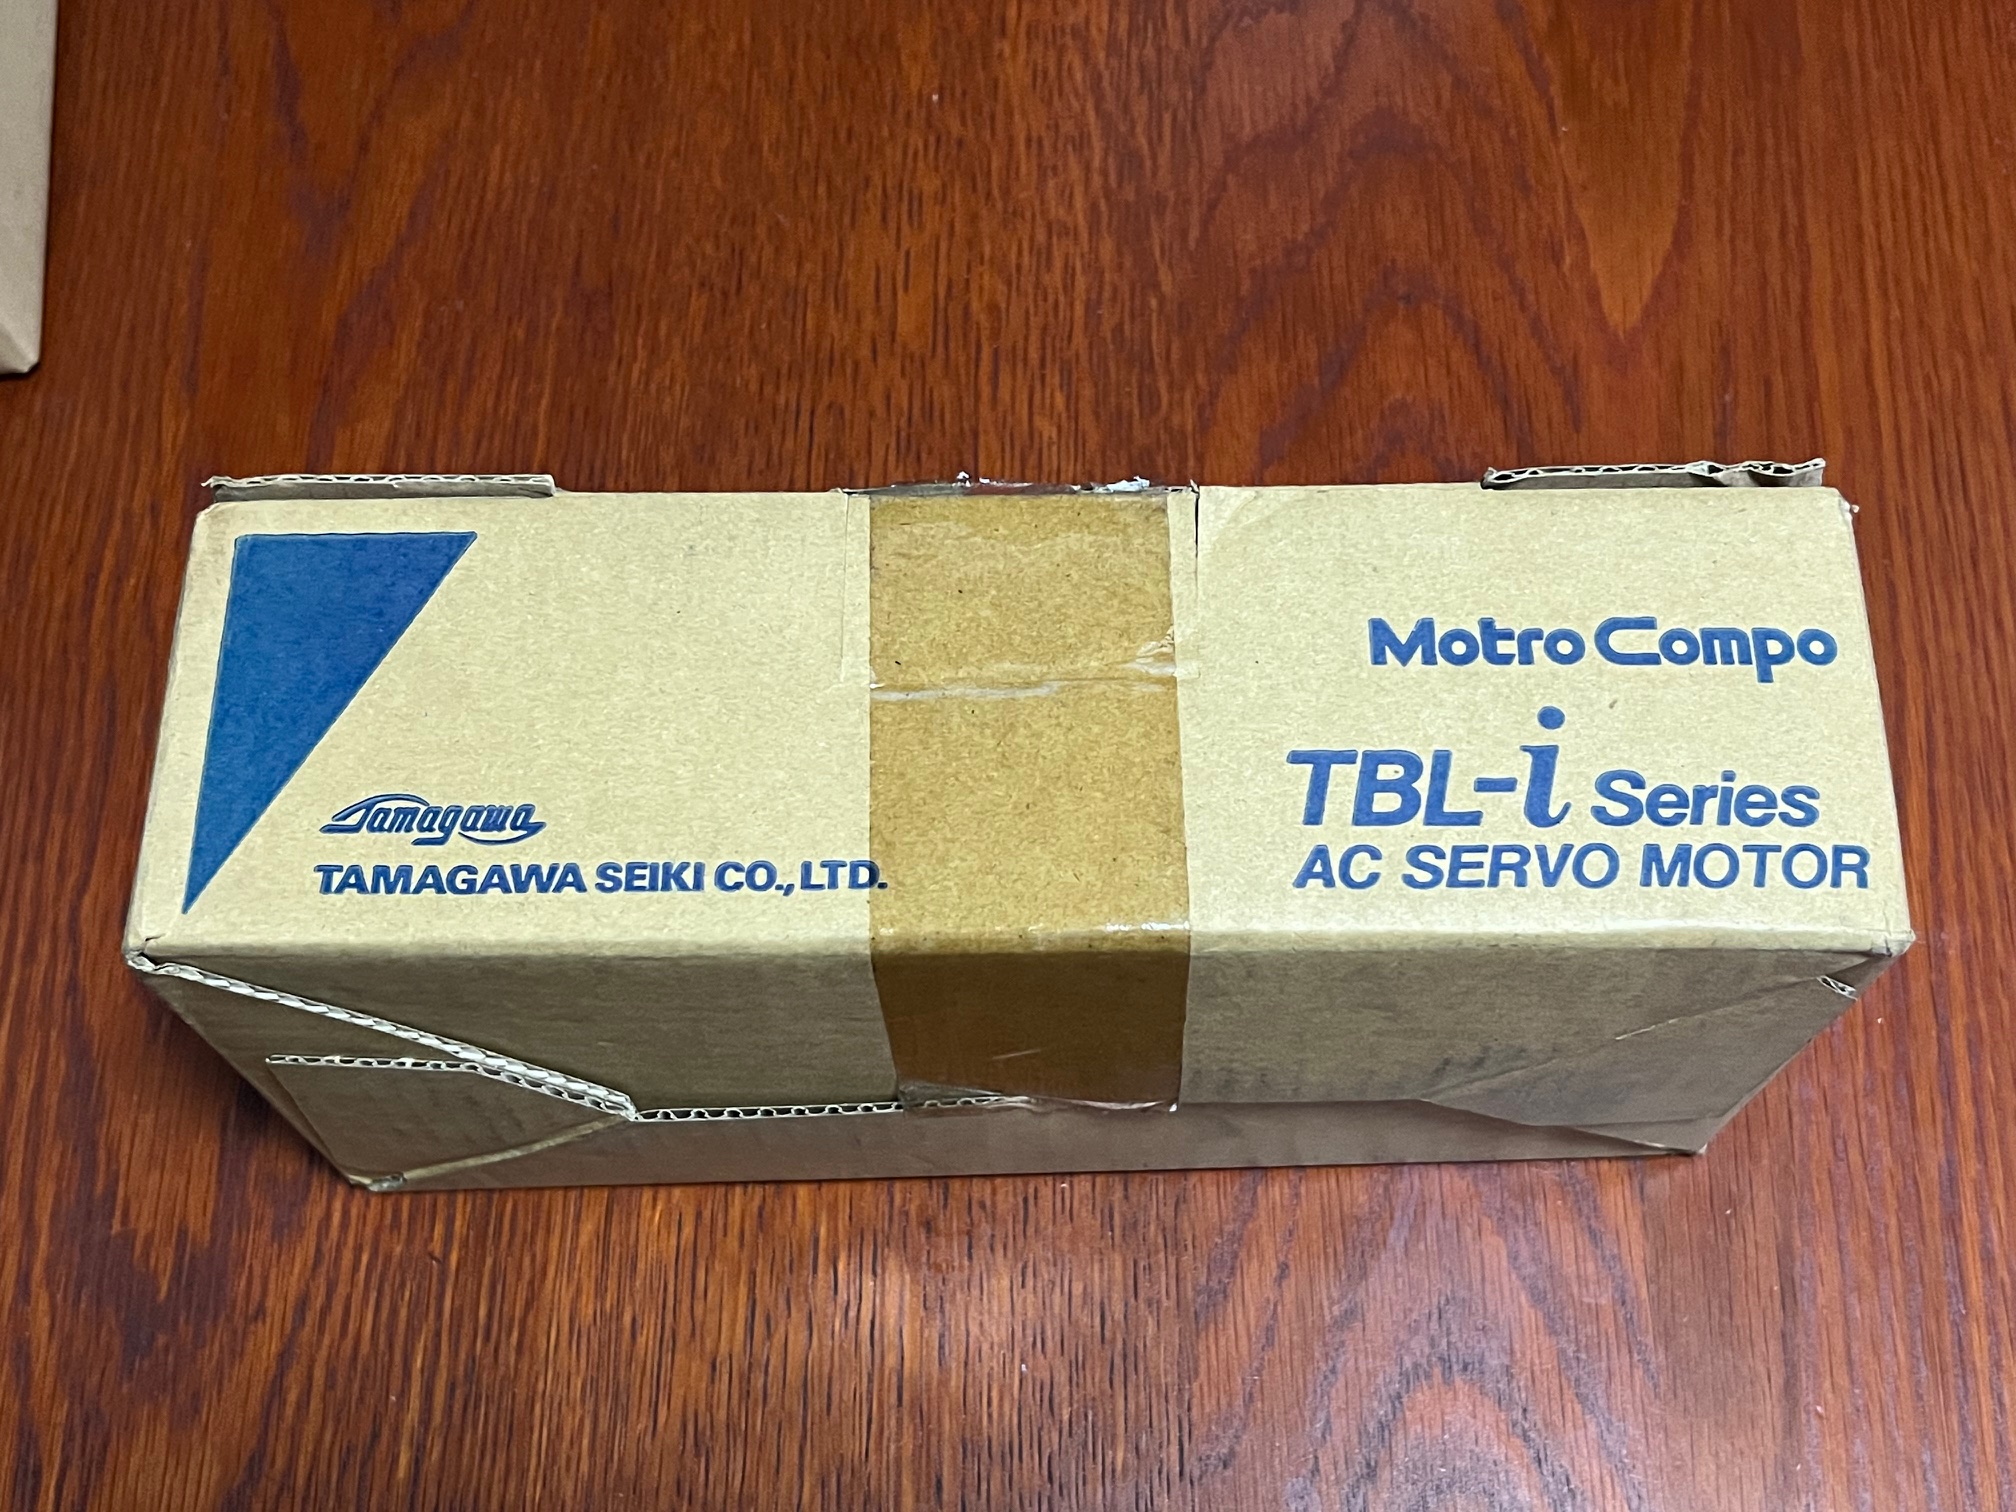 Tamagawa
TAMAGAWA SEIKI CO., LTD.
Motro Compo
TBL-i Series
AC SERVO MOTOR